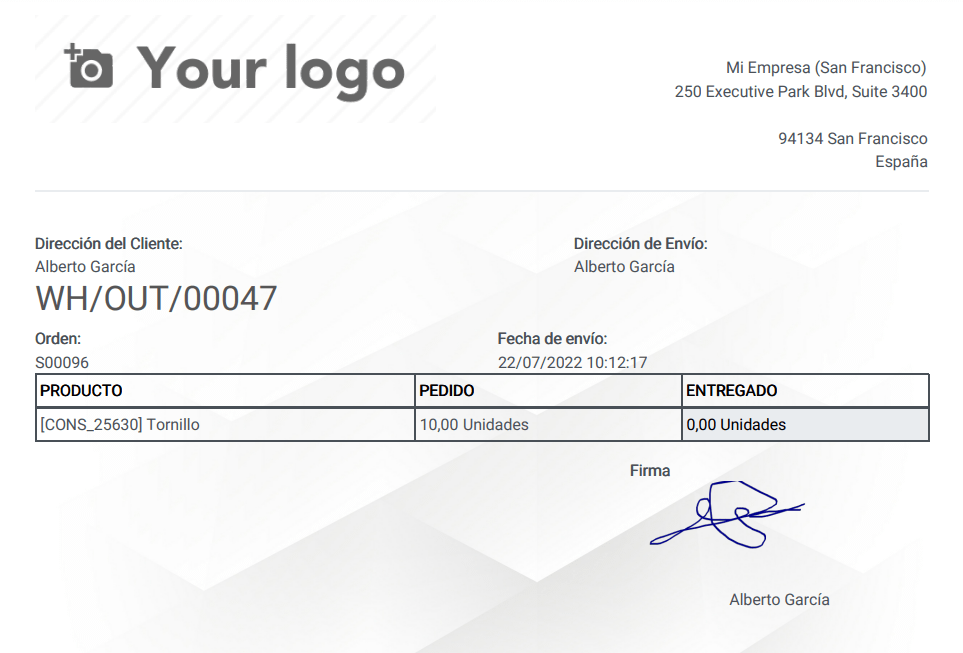 Your logo
Mi Empresa (San Francisco)
250 Executive Park Blvd, Suite 3400
94134 San Francisco
España
Dirección del Cliente:
Alberto García
Dirección de Envío:
Alberto García
WH/OUT/00047
Orden:
S00096
Fecha de envío:
22/07/2022 10:12:17
PRODUCTO PEDIDO ENTREGADO
[CONS_25630] Tornillo 10,00 Unidades 0,00 Unidades
Firma
Alberto García